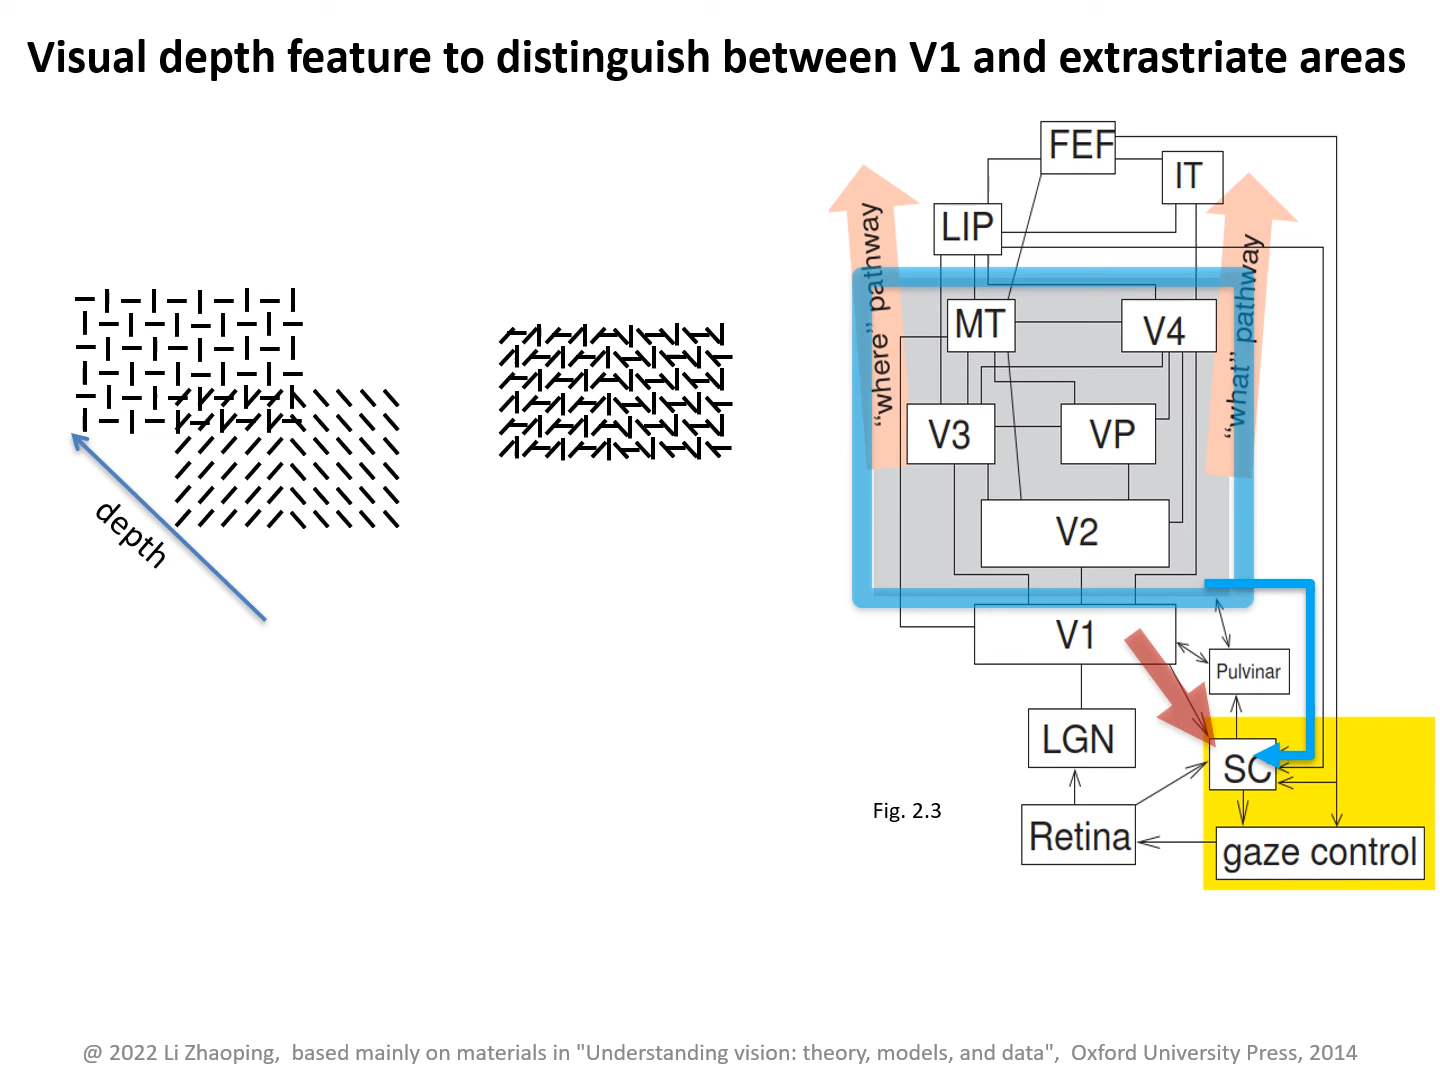 Visual depth feature to distinguish between V1 and extrastriate areas
FEF
IT
LIP
"where" pathway
"what" pathway
MT
V4
V3
VP
V2
V1
Pulvinar
LGN
SC
Retina
gaze control
depth
Fig. 2.3
@ 2022 Li Zhaoping, based mainly on materials in "Understanding vision: theory, models, and data", Oxford University Press, 2014